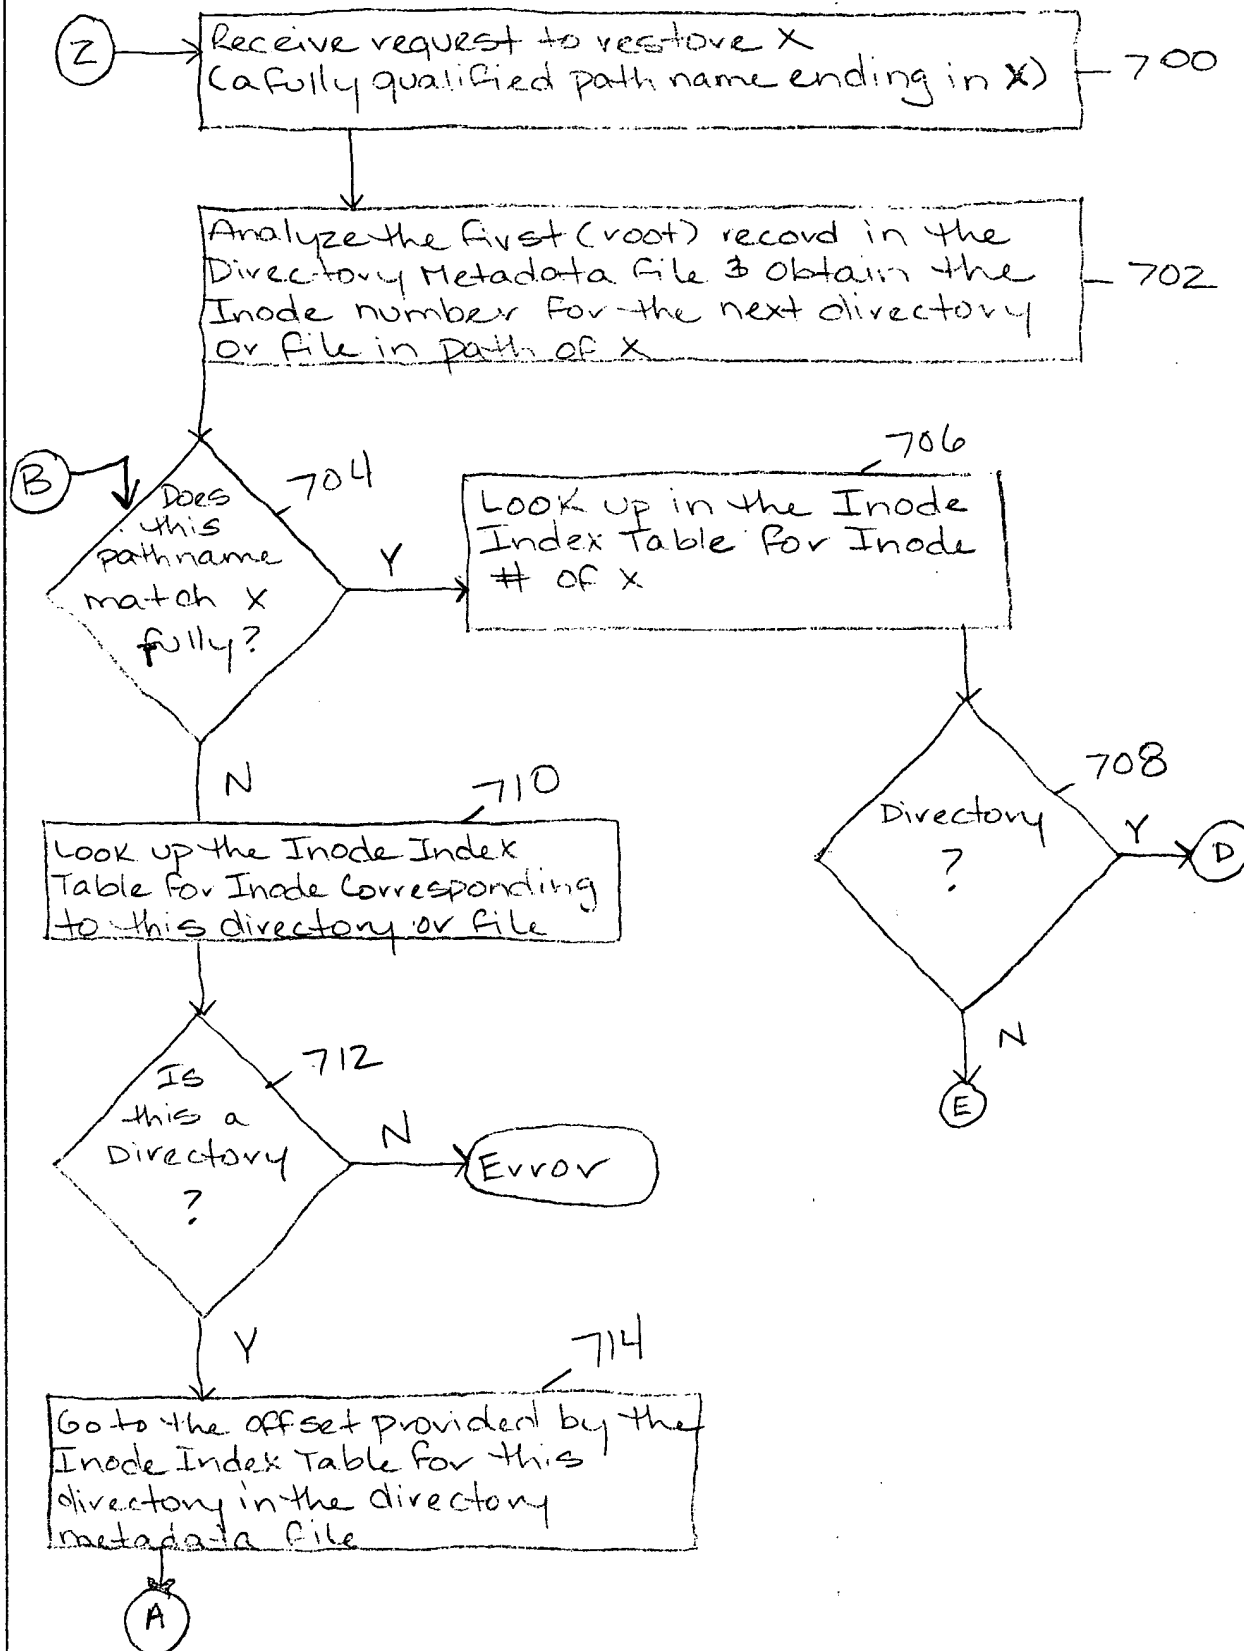 Z
Receive request to restore X
(a fully qualified path name ending in X)
700
Analyze the first (root) record in the
Directory Metadata file & obtain the
Inode number for the next directory
or file in path of X
702
B
Does
this
pathname
match X
fully?
704
Y
706
Look up in the Inode
Index Table for Inode
# of X
N
708
Directory
?
Y
D
710
Look up the Inode Index
Table for Inode Corresponding
to this directory or file
N
E
712
Is
this a
Directory
?
N
Error
Y
714
Go to the offset provided by the
Inode Index Table for this
directory in the directory
metadata file
A